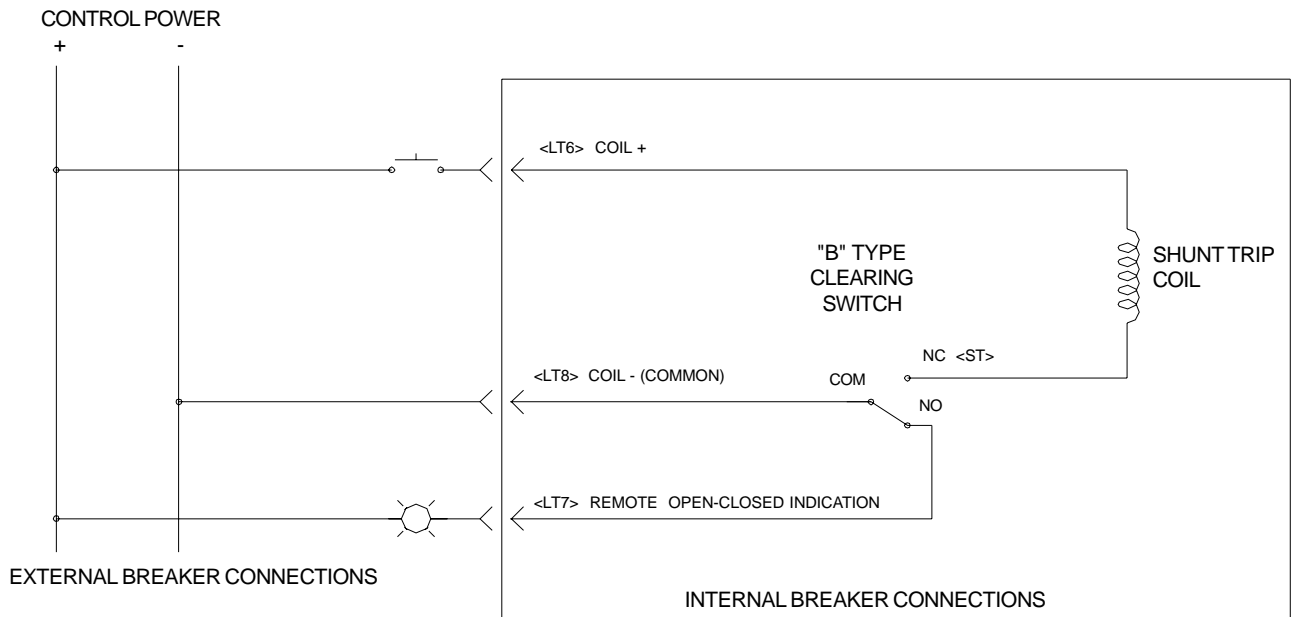 CONTROL POWER
+ -
<LT6> COIL +
"B" TYPE
CLEARING
SWITCH
SHUNT TRIP
COIL
NC <ST>
<LT8> COIL - (COMMON)
COM
NO
<LT7> REMOTE OPEN-CLOSED INDICATION
EXTERNAL BREAKER CONNECTIONS
INTERNAL BREAKER CONNECTIONS